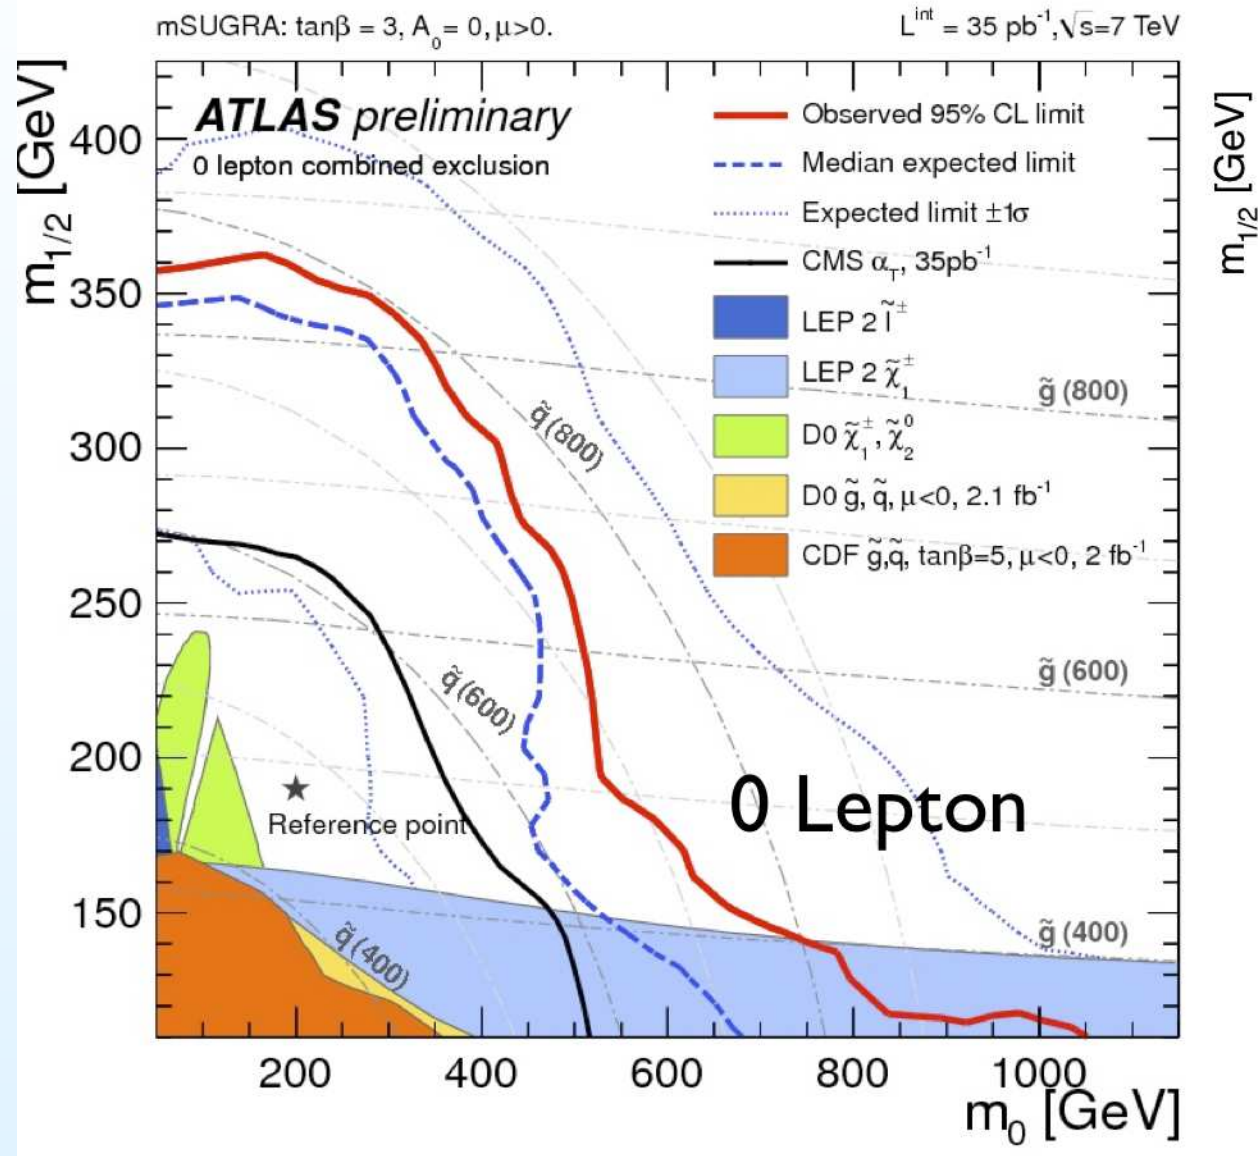 mSUGRA: tanβ = 3, A₀ = 0, μ>0.
L^int = 35 pb⁻¹, √s=7 TeV
m₁/₂ [GeV]
m₁/₂ [GeV]
ATLAS preliminary
0 lepton combined exclusion
Observed 95% CL limit
Median expected limit
Expected limit ±1σ
CMS α_T, 35pb⁻¹
LEP 2 l̃^±
LEP 2 χ̃₁^±
D0 χ̃₁^±, χ̃₂⁰
D0 g̃, q̃, μ<0, 2.1 fb⁻¹
CDF g̃,q̃, tanβ=5, μ<0, 2 fb⁻¹
400
350
300
250
200
150
g̃ (800)
q̃ (800)
g̃ (600)
q̃ (600)
0 Lepton
Reference point
g̃ (400)
q̃ (400)
200 400 600 800 1000
m₀ [GeV]